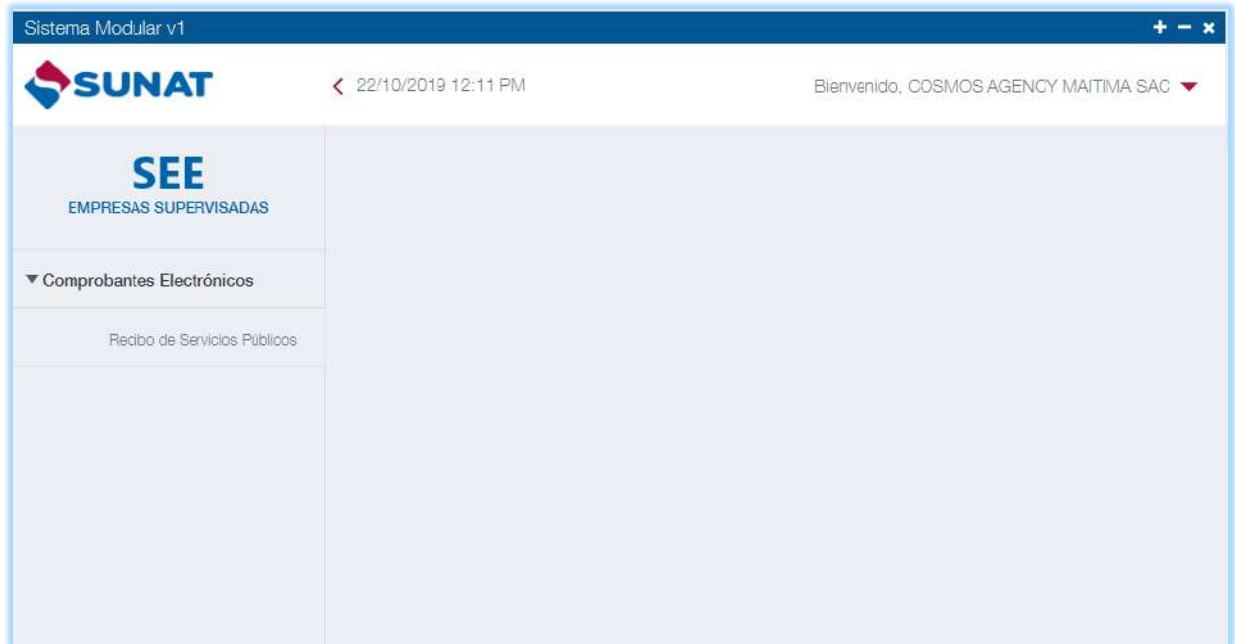 Sistema Modular v1
SUNAT
22/10/2019 12:11 PM
Bienvenido, COSMOS AGENCY MAITIMA SAC
SEE
EMPRESAS SUPERVISADAS
Comprobantes Electrónicos
Recibo de Servicios Públicos